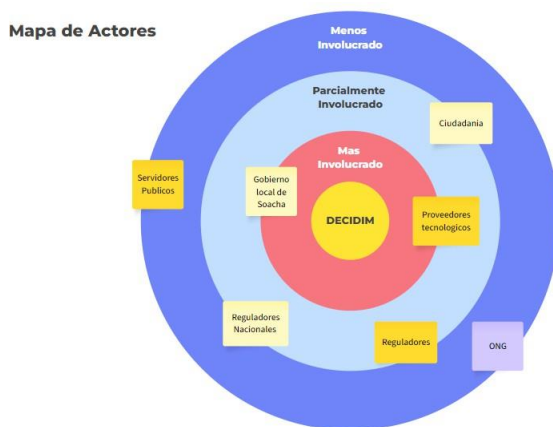 Mapa de Actores
Menos
Involucrado
Parcialmente
Involucrado
Ciudadania
Mas
Involucrado
Servidores
Publicos
Gobierno
local de
Soacha
DECIDIM
Proveedores
tecnologicos
Reguladores
Nacionales
Reguladores
ONG